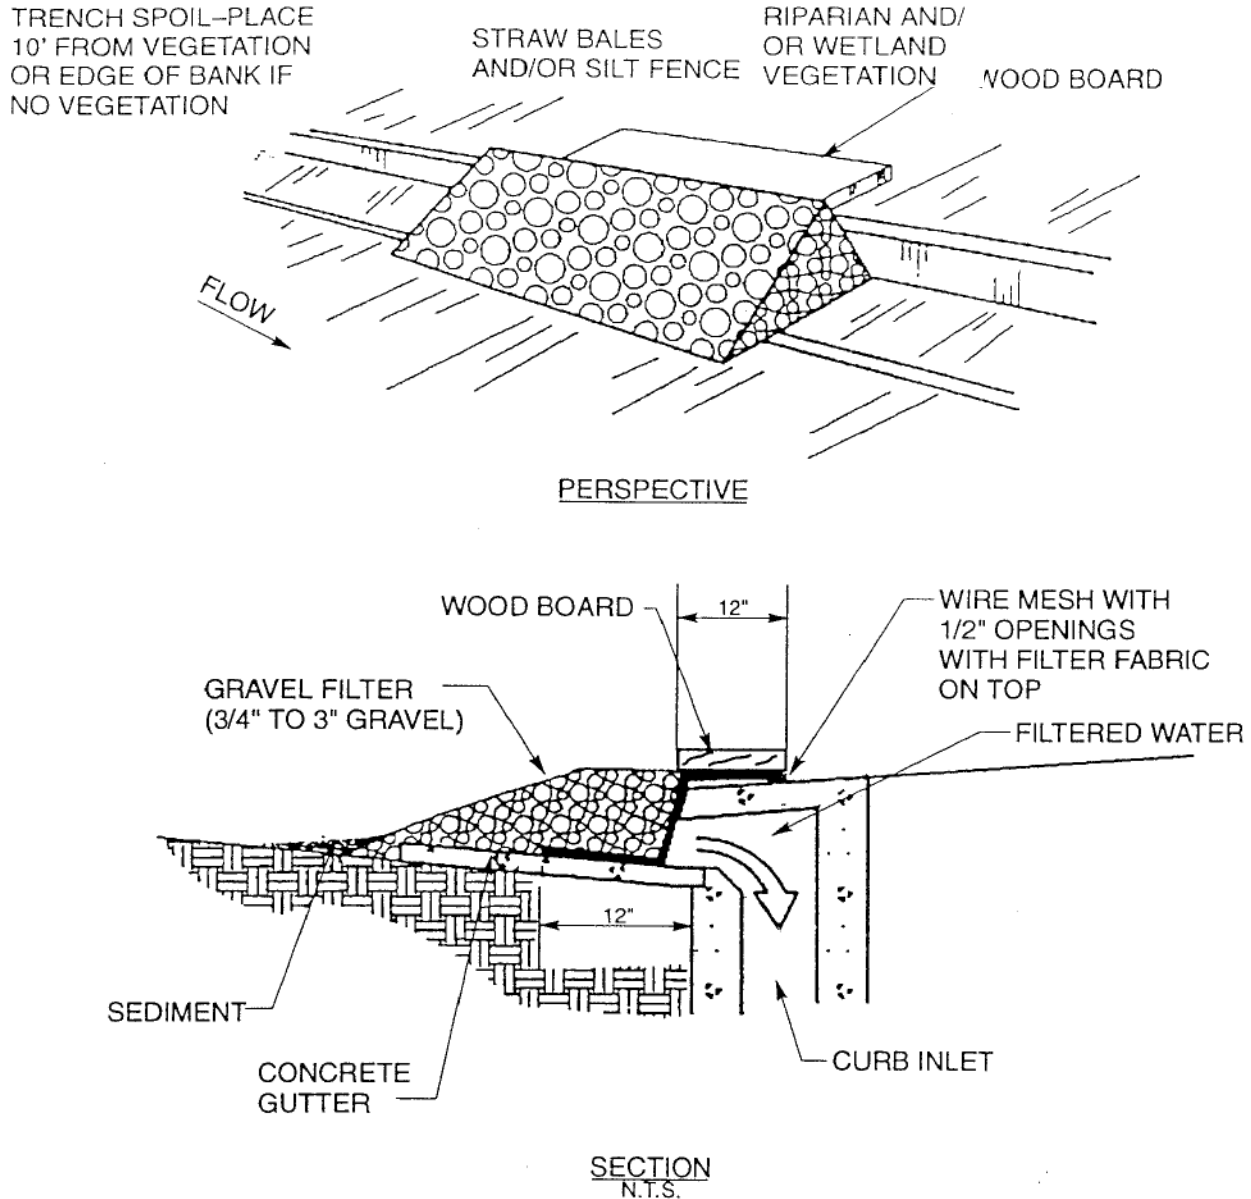 TRENCH SPOIL-PLACE
10' FROM VEGETATION
OR EDGE OF BANK IF
NO VEGETATION
STRAW BALES
AND/OR SILT FENCE
RIPARIAN AND/
OR WETLAND
VEGETATION
WOOD BOARD
FLOW
PERSPECTIVE
WOOD BOARD
12"
WIRE MESH WITH
1/2" OPENINGS
WITH FILTER FABRIC
ON TOP
GRAVEL FILTER
(3/4" TO 3" GRAVEL)
FILTERED WATER
12"
SEDIMENT
CONCRETE
GUTTER
CURB INLET
SECTION
N.T.S.